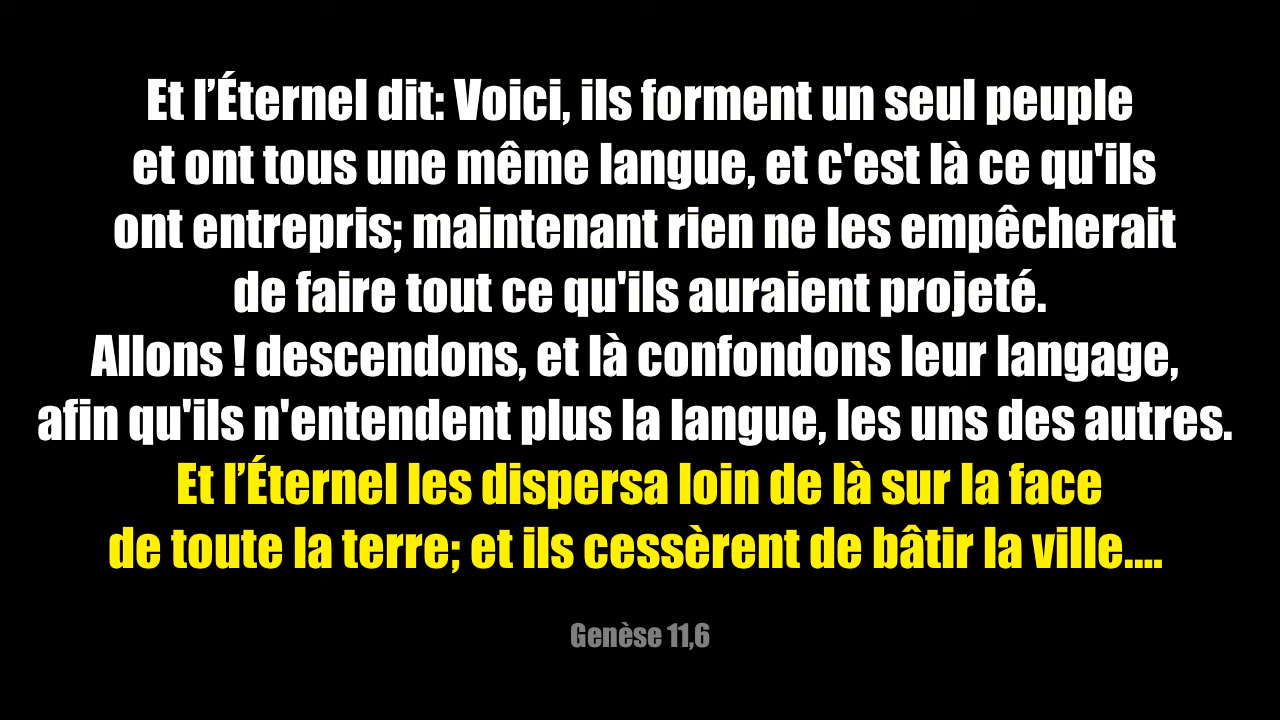 Et l’Éternel dit: Voici, ils forment un seul peuple
et ont tous une même langue, et c'est là ce qu'ils
ont entrepris; maintenant rien ne les empêcherait
de faire tout ce qu'ils auraient projeté.
Allons ! descendons, et là confondons leur langage,
afin qu'ils n'entendent plus la langue, les uns des autres.
Et l’Éternel les dispersa loin de là sur la face
de toute la terre; et ils cessèrent de bâtir la ville....
Genèse 11,6